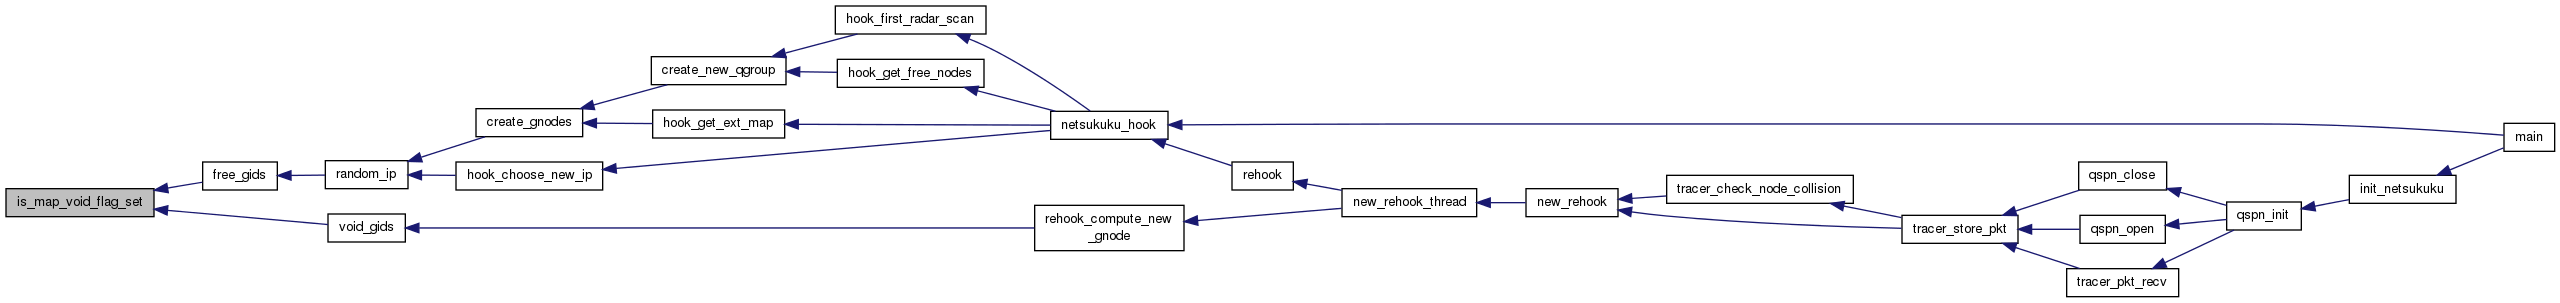 is_map_void_flag_set
free_gids
void_gids
random_ip
create_gnodes
hook_choose_new_ip
create_new_qgroup
hook_get_ext_map
hook_first_radar_scan
hook_get_free_nodes
netsukuku_hook
rehook_compute_new
_gnode
rehook
new_rehook_thread
new_rehook
tracer_check_node_collision
tracer_store_pkt
qspn_close
qspn_open
tracer_pkt_recv
qspn_init
init_netsukuku
main